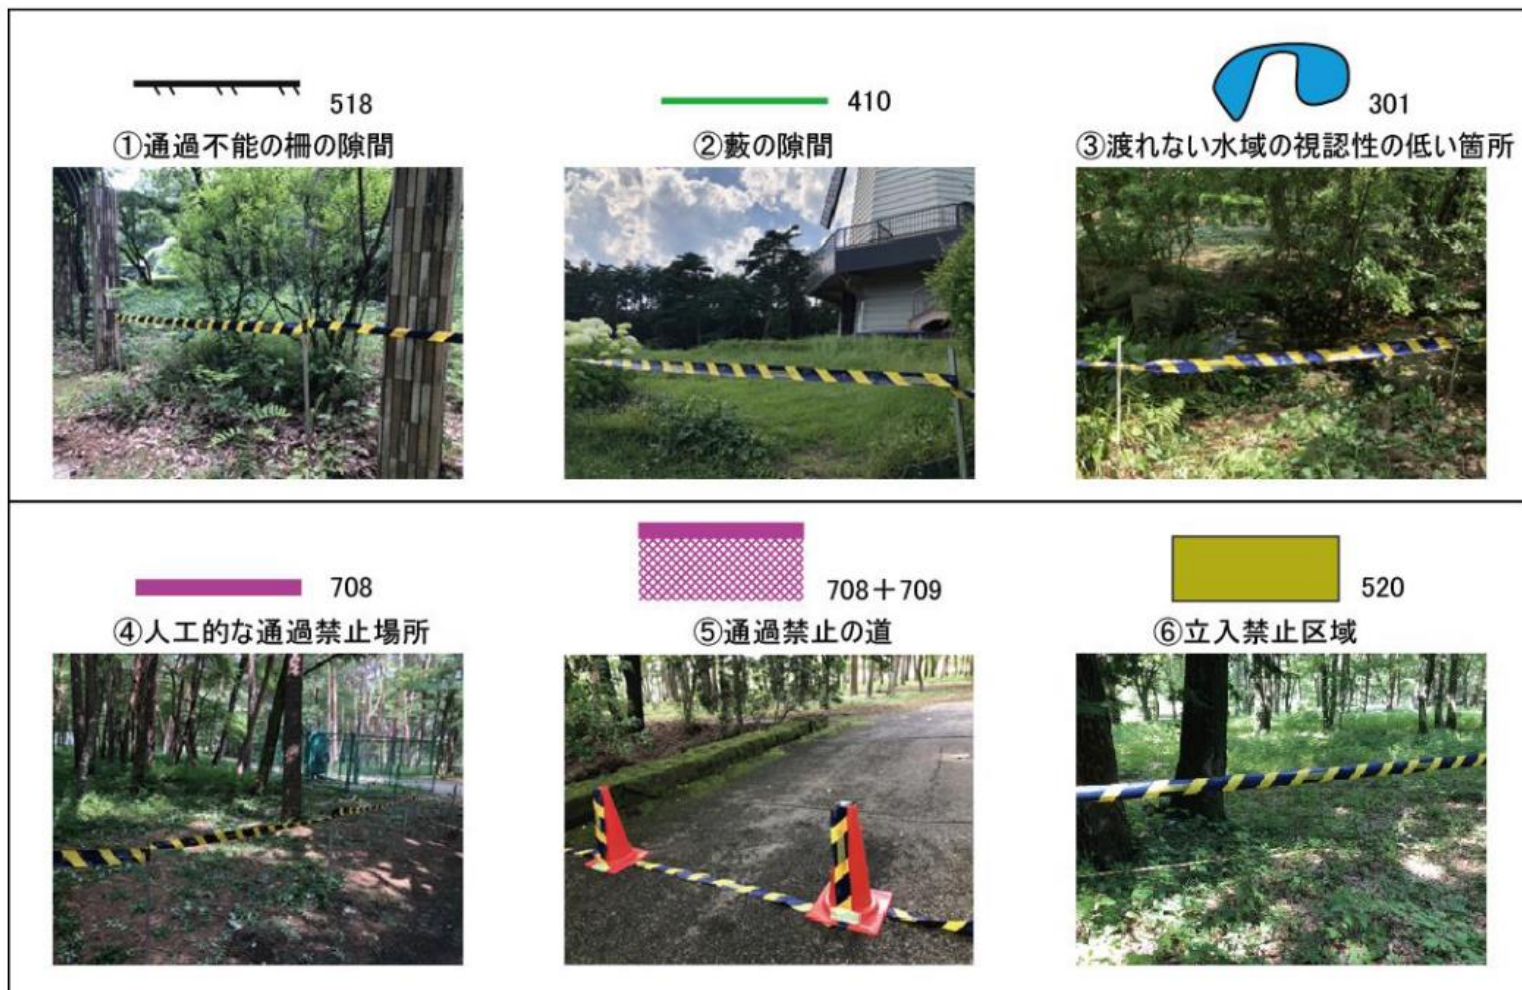 518
①通過不能の柵の隙間
410
②藪の隙間
301
③渡れない水域の視認性の低い箇所
708
④人工的な通過禁止場所
708＋709
⑤通過禁止の道
520
⑥立入禁止区域